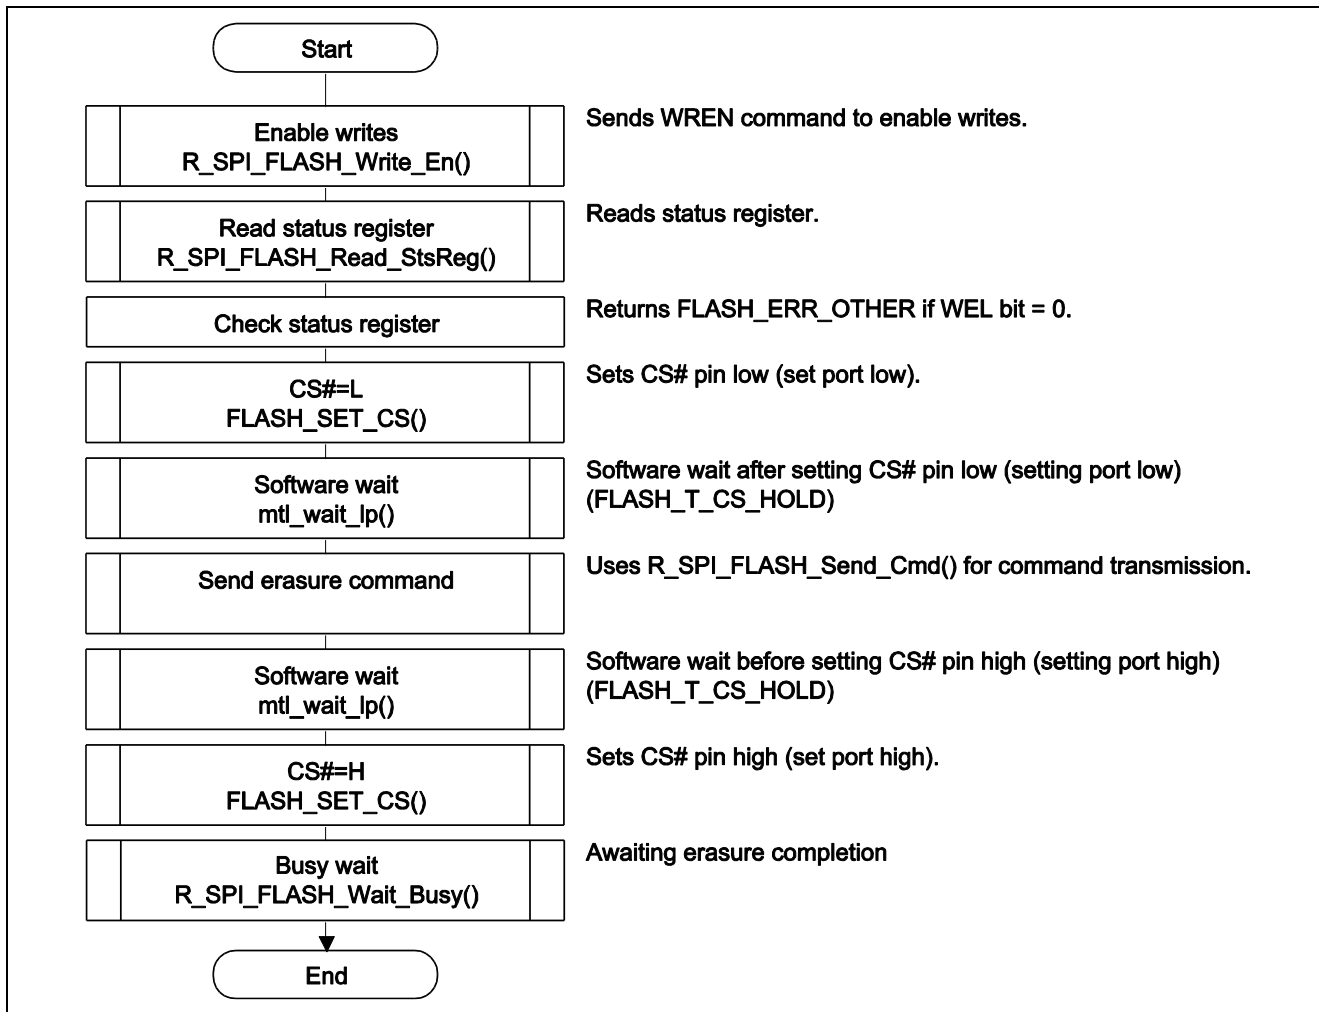 Start
Enable writes
R_SPI_FLASH_Write_En()
Sends WREN command to enable writes.
Read status register
R_SPI_FLASH_Read_StsReg()
Reads status register.
Check status register
Returns FLASH_ERR_OTHER if WEL bit = 0.
CS#=L
FLASH_SET_CS()
Sets CS# pin low (set port low).
Software wait
mtl_wait_lp()
Software wait after setting CS# pin low (setting port low)
(FLASH_T_CS_HOLD)
Send erasure command
Uses R_SPI_FLASH_Send_Cmd() for command transmission.
Software wait
mtl_wait_lp()
Software wait before setting CS# pin high (setting port high)
(FLASH_T_CS_HOLD)
CS#=H
FLASH_SET_CS()
Sets CS# pin high (set port high).
Busy wait
R_SPI_FLASH_Wait_Busy()
Awaiting erasure completion
End